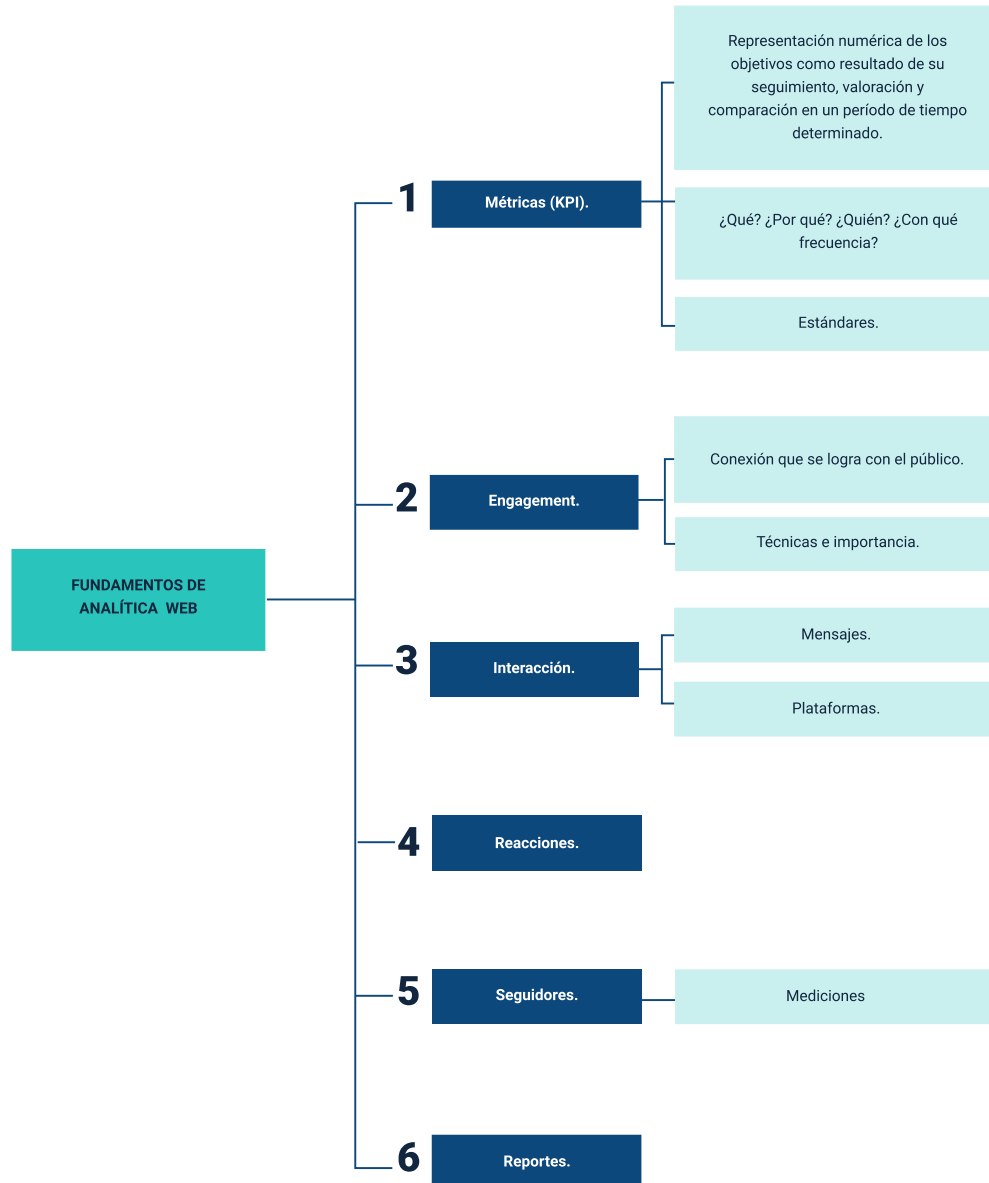 FUNDAMENTOS DE
ANALÍTICA WEB
1
Métricas (KPI).
Representación numérica de los
objetivos como resultado de su
seguimiento, valoración y
comparación en un período de tiempo
determinado.
¿Qué? ¿Por qué? ¿Quién? ¿Con qué
frecuencia?
Estándares.
2
Engagement.
Conexión que se logra con el público.
Técnicas e importancia.
3
Interacción.
Mensajes.
Plataformas.
4
Reacciones.
5
Seguidores.
Mediciones
6
Reportes.